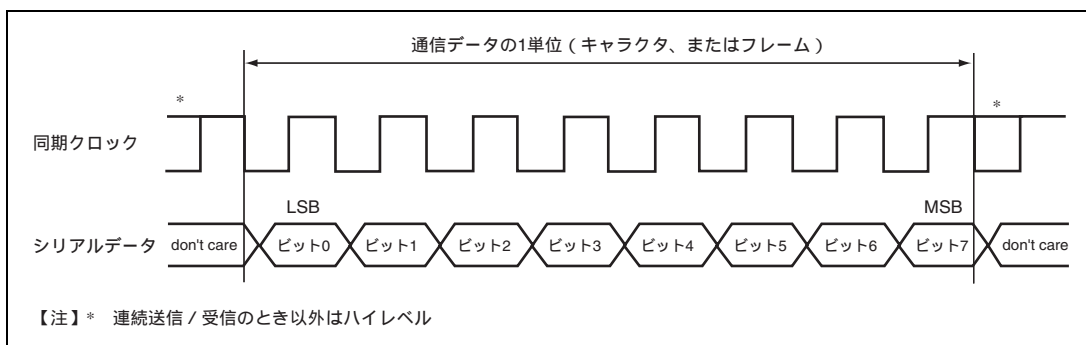 通信データの1単位（キャラクタ、またはフレーム）
* *
同期クロック
LSB MSB
シリアルデータ don't care ビット0 ビット1 ビット2 ビット3 ビット4 ビット5 ビット6 ビット7 don't care
【注】* 連続送信 / 受信のとき以外はハイレベル